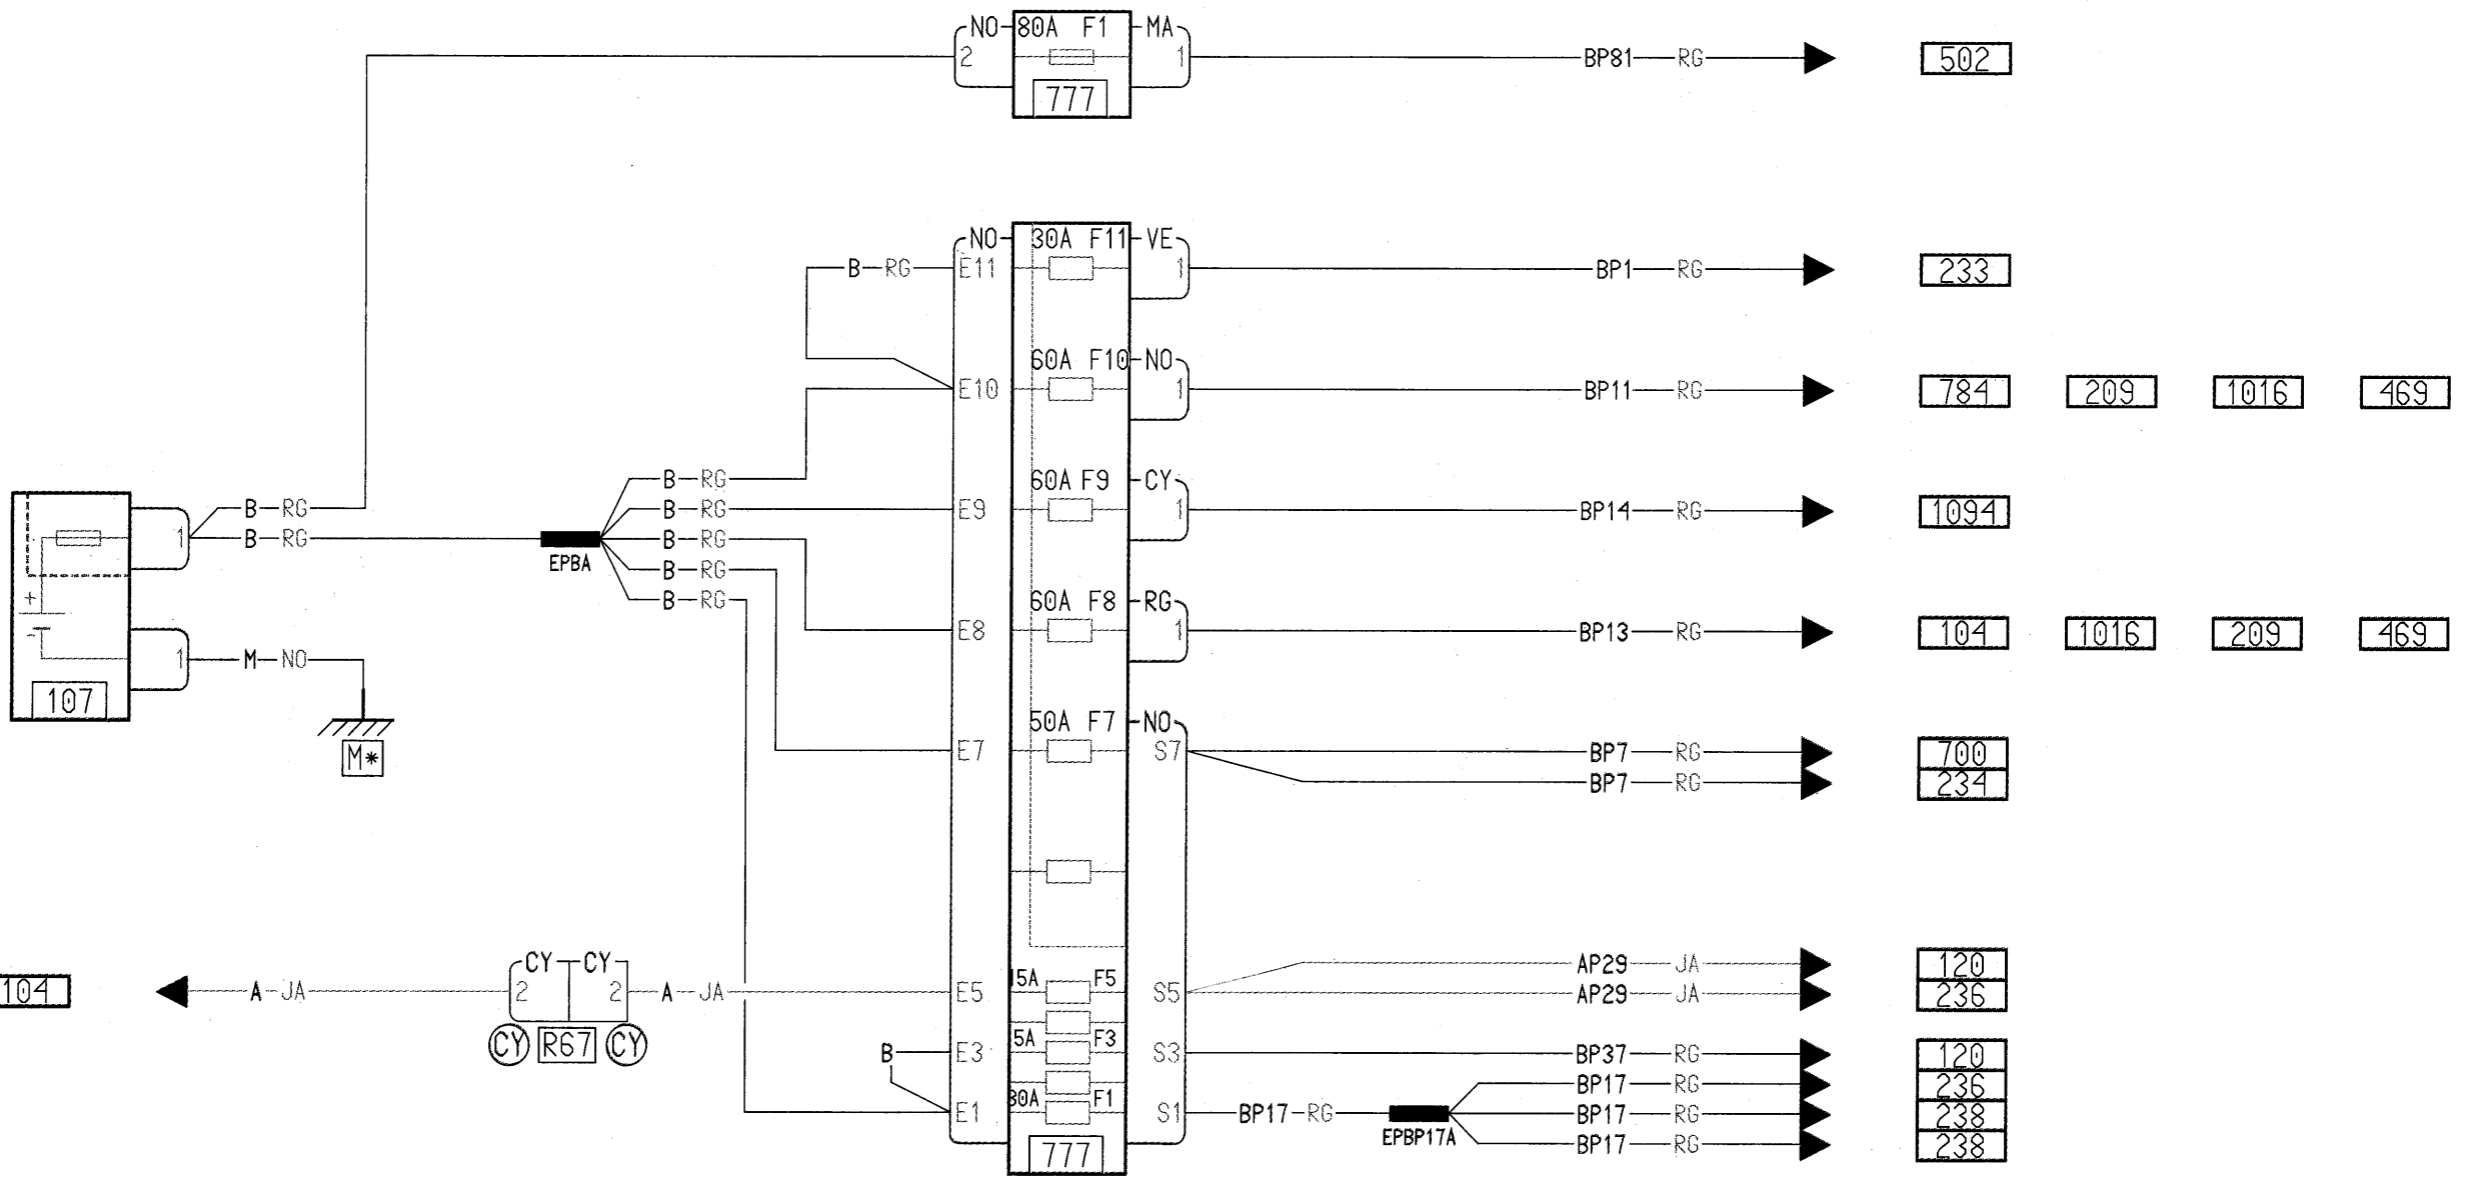 NO 80A F1 MA
2 1 BP81 RG 502
777
NO 30A F11 VE
B RG E11 1 BP1 RG 233
60A F10 NO
E10 1 BP11 RG 784 209 1016 469
B RG 60A F9 CY
B RG B RG E9 1 BP14 RG 1094
1 B RG B RG
EPBA
B RG
+
B RG 60A F8 RG
E8 1 BP13 RG 104 1016 209 469
-
1 M NO
107
50A F7 NO
M*
E7 S7 BP7 RG 700
BP7 RG 234
CY CY AP29 JA 120
15A F5
104 A JA 2 2 A JA E5 S5 AP29 JA 236
CY R67 CY
5A F3
B E3 S3 BP37 RG 120
BP17 RG 236
30A F1
E1 S1 BP17 RG BP17 RG 238
EPBP17A
BP17 RG 238
777